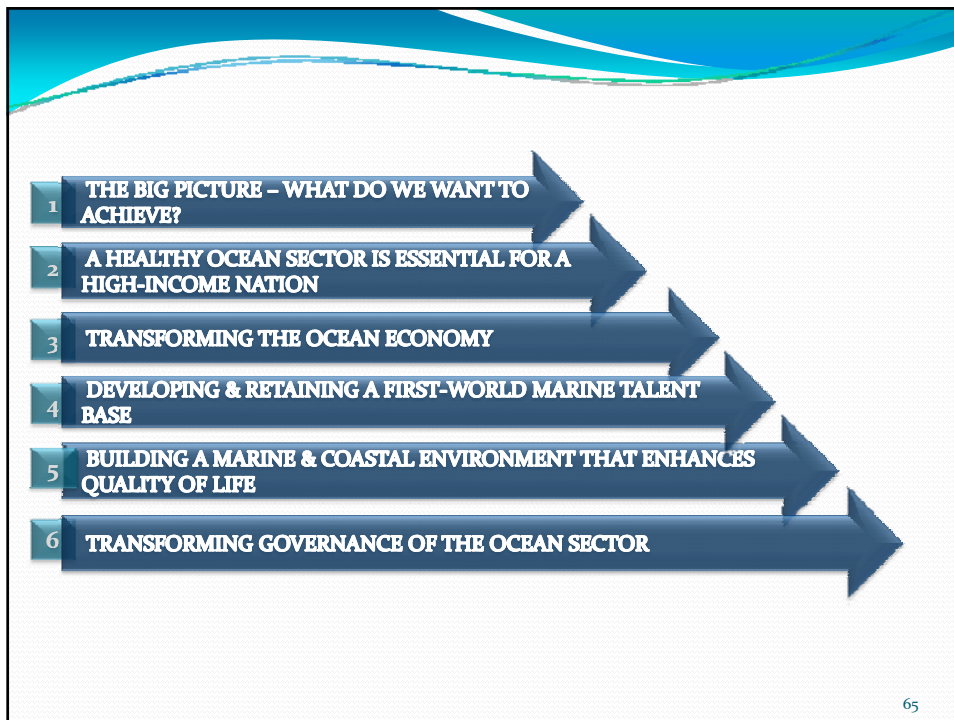 1
THE BIG PICTURE – WHAT DO WE WANT TO
ACHIEVE?
2
A HEALTHY OCEAN SECTOR IS ESSENTIAL FOR A
HIGH-INCOME NATION
3
TRANSFORMING THE OCEAN ECONOMY
4
DEVELOPING & RETAINING A FIRST-WORLD MARINE TALENT
BASE
5
BUILDING A MARINE & COASTAL ENVIRONMENT THAT ENHANCES
QUALITY OF LIFE
6
TRANSFORMING GOVERNANCE OF THE OCEAN SECTOR
65